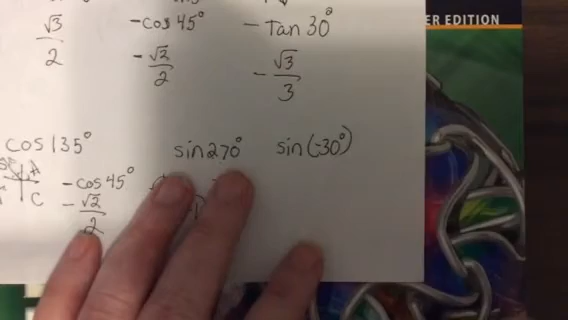 √3/2
-cos 45°
-√2/2
- Tan 30°
- √3/3
cos 135°
A
C
-cos 45°
-√2/2
sin 270°
sin(-30°)
ER EDITION